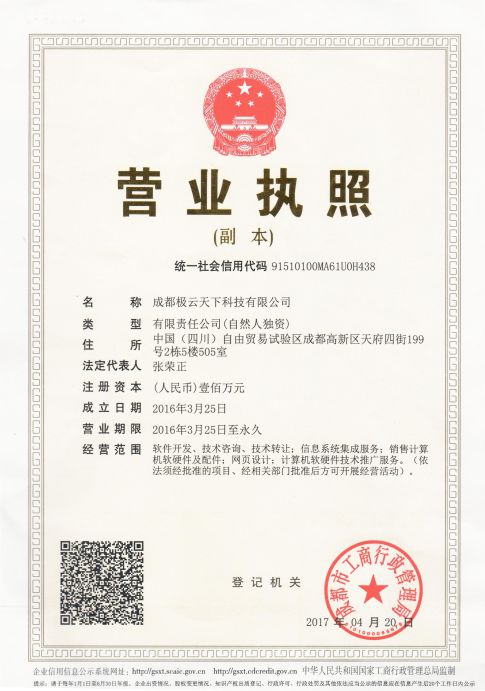 营业执照
(副 本)
统一社会信用代码 91510100MA61U0H438
名 称 成都极云天下科技有限公司
类 型 有限责任公司(自然人独资)
住 所 中国（四川）自由贸易试验区成都高新区天府四街199
号2栋5楼505室
法定代表人 张荣正
注册资本 (人民币)壹佰万元
成立日期 2016年3月25日
营业期限 2016年3月25日至永久
经营范围 软件开发、技术咨询、技术转让；信息系统集成服务；销售计算
机软硬件及配件；网页设计；计算机软硬件技术推广服务。（依
法须经批准的项目、经相关部门批准后方可开展经营活动）。
登记机关
成都市工商行政管理局
2017 年 04 月 20 日
企业信用信息公示系统网址：http://gsxt.scaic.gov.cn http://gsxt.cdcredit.gov.cn 中华人民共和国国家工商行政管理总局监制